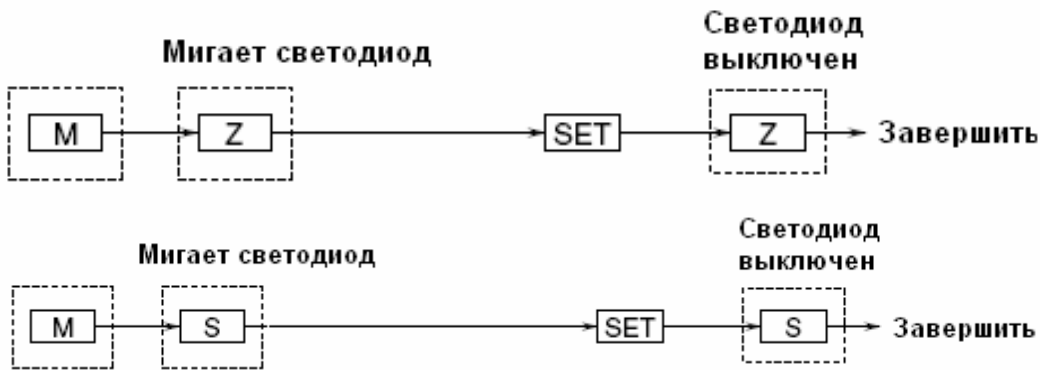 Мигает светодиод
Светодиод
выключен
M Z SET Z Завершить
Мигает светодиод
Светодиод
выключен
M S SET S Завершить